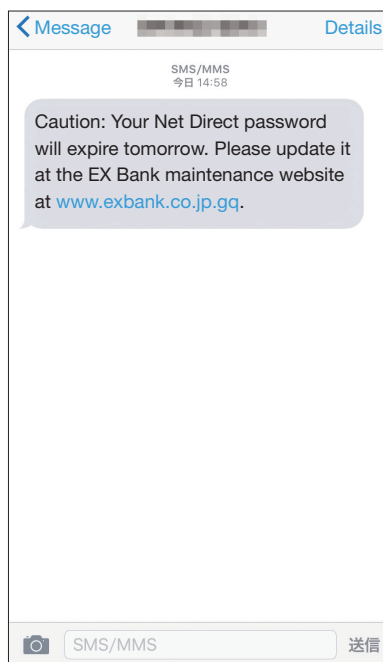 Message
Details
SMS/MMS
今日 14:58
Caution: Your Net Direct password
will expire tomorrow. Please update it
at the EX Bank maintenance website
at www.exbank.co.jp.gq.
SMS/MMS
送信